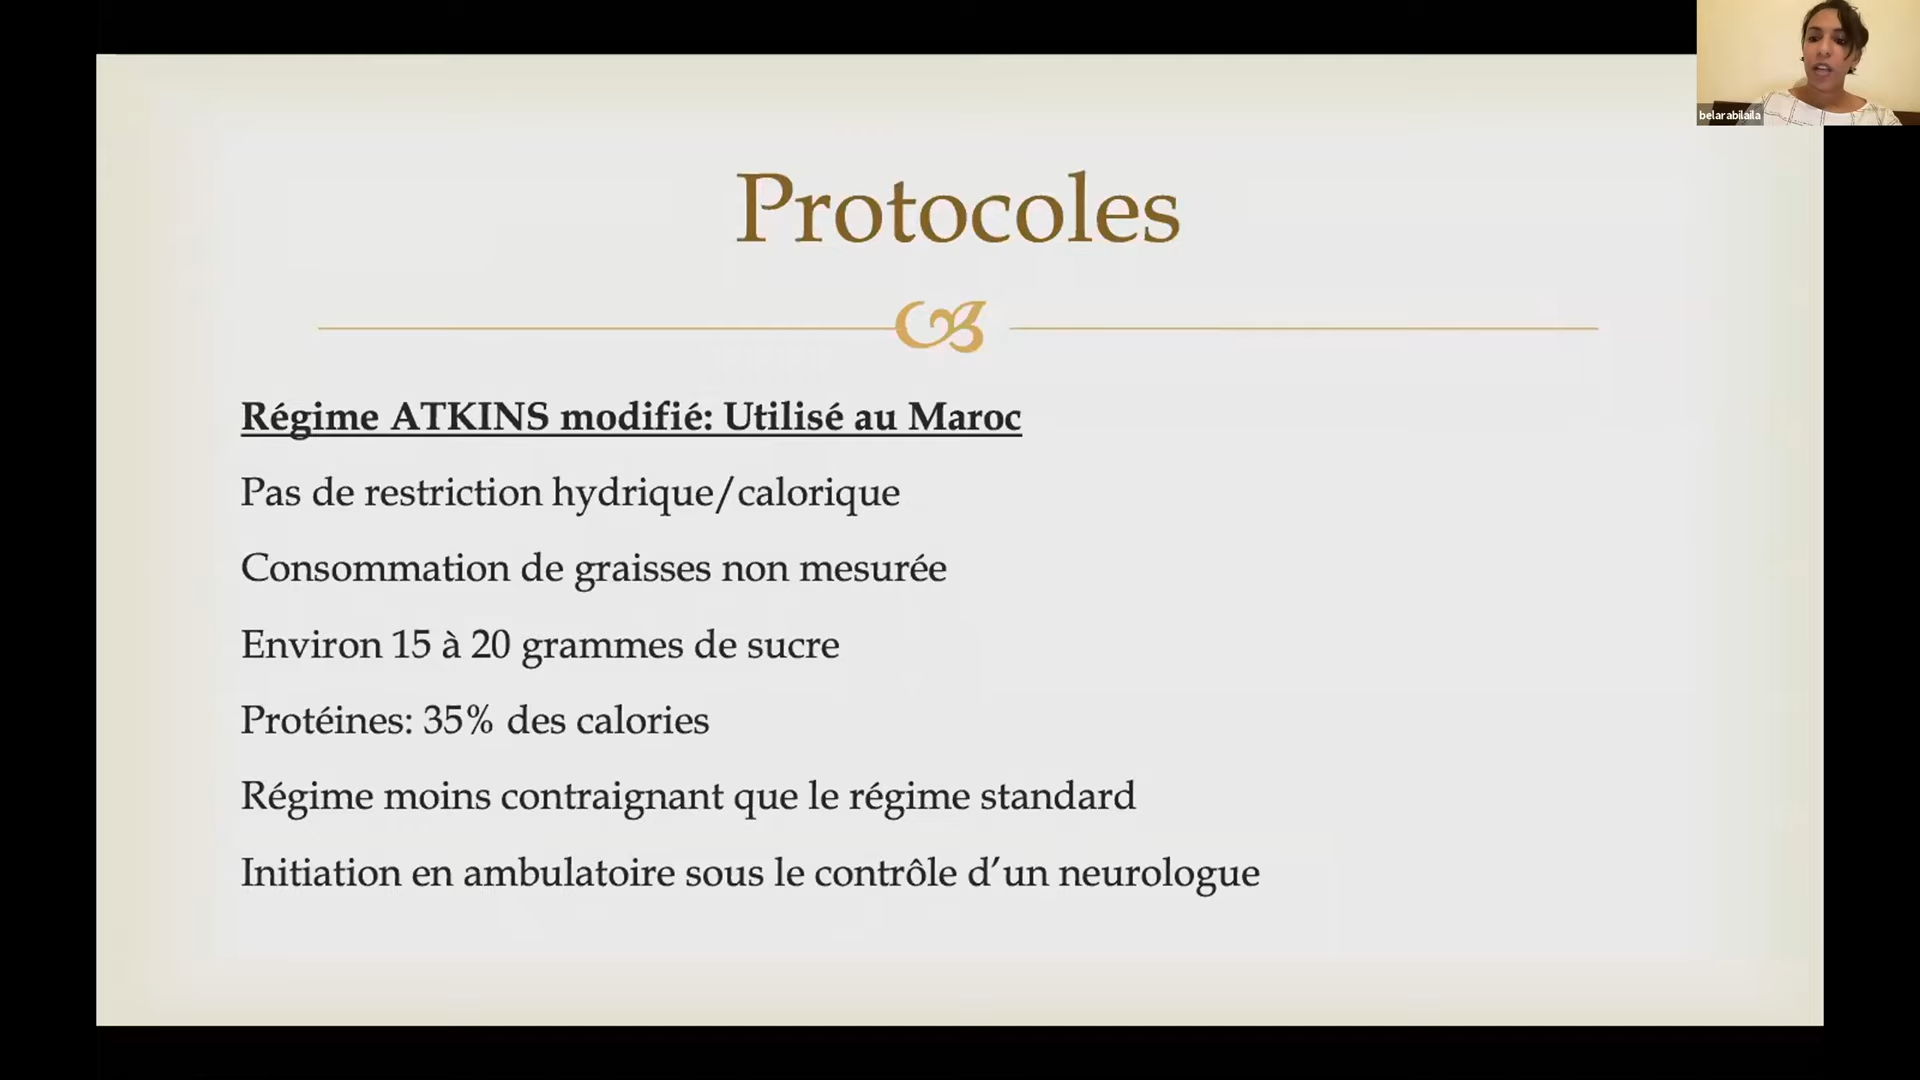 belarabilaila
Protocoles
Régime ATKINS modifié: Utilisé au Maroc
Pas de restriction hydrique/calorique
Consommation de graisses non mesurée
Environ 15 à 20 grammes de sucre
Protéines: 35% des calories
Régime moins contraignant que le régime standard
Initiation en ambulatoire sous le contrôle d’un neurologue